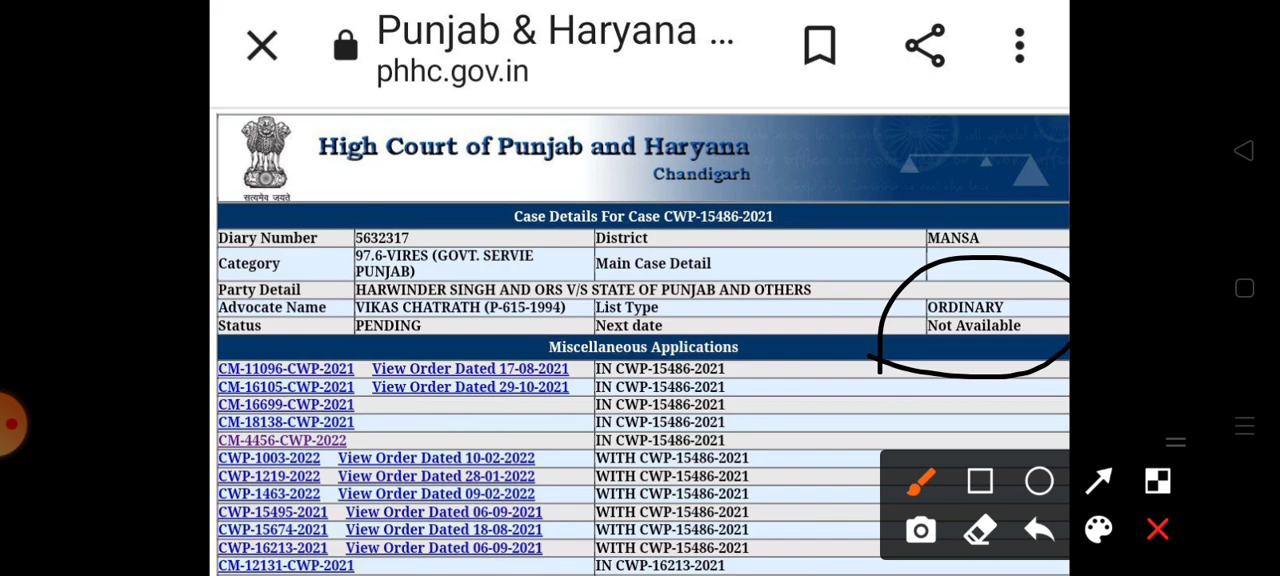 Punjab & Haryana ...
phhc.gov.in
High Court of Punjab and Haryana
Chandigarh
सत्यमेव जयते
Case Details For Case CWP-15486-2021
Diary Number 5632317 District MANSA
Category 97.6-VIRES (GOVT. SERVIE PUNJAB) Main Case Detail
Party Detail HARWINDER SINGH AND ORS V/S STATE OF PUNJAB AND OTHERS
Advocate Name VIKAS CHATRATH (P-615-1994) List Type ORDINARY
Status PENDING Next date Not Available
Miscellaneous Applications
CM-11096-CWP-2021 View Order Dated 17-08-2021 IN CWP-15486-2021
CM-16105-CWP-2021 View Order Dated 29-10-2021 IN CWP-15486-2021
CM-16699-CWP-2021 IN CWP-15486-2021
CM-18138-CWP-2021 IN CWP-15486-2021
CM-4456-CWP-2022 IN CWP-15486-2021
CWP-1003-2022 View Order Dated 10-02-2022 WITH CWP-15486-2021
CWP-1219-2022 View Order Dated 28-01-2022 WITH CWP-15486-2021
CWP-1463-2022 View Order Dated 09-02-2022 WITH CWP-15486-2021
CWP-15495-2021 View Order Dated 06-09-2021 WITH CWP-15486-2021
CWP-15674-2021 View Order Dated 18-08-2021 WITH CWP-15486-2021
CWP-16213-2021 View Order Dated 06-09-2021 WITH CWP-15486-2021
CM-12131-CWP-2021 IN CWP-16213-2021